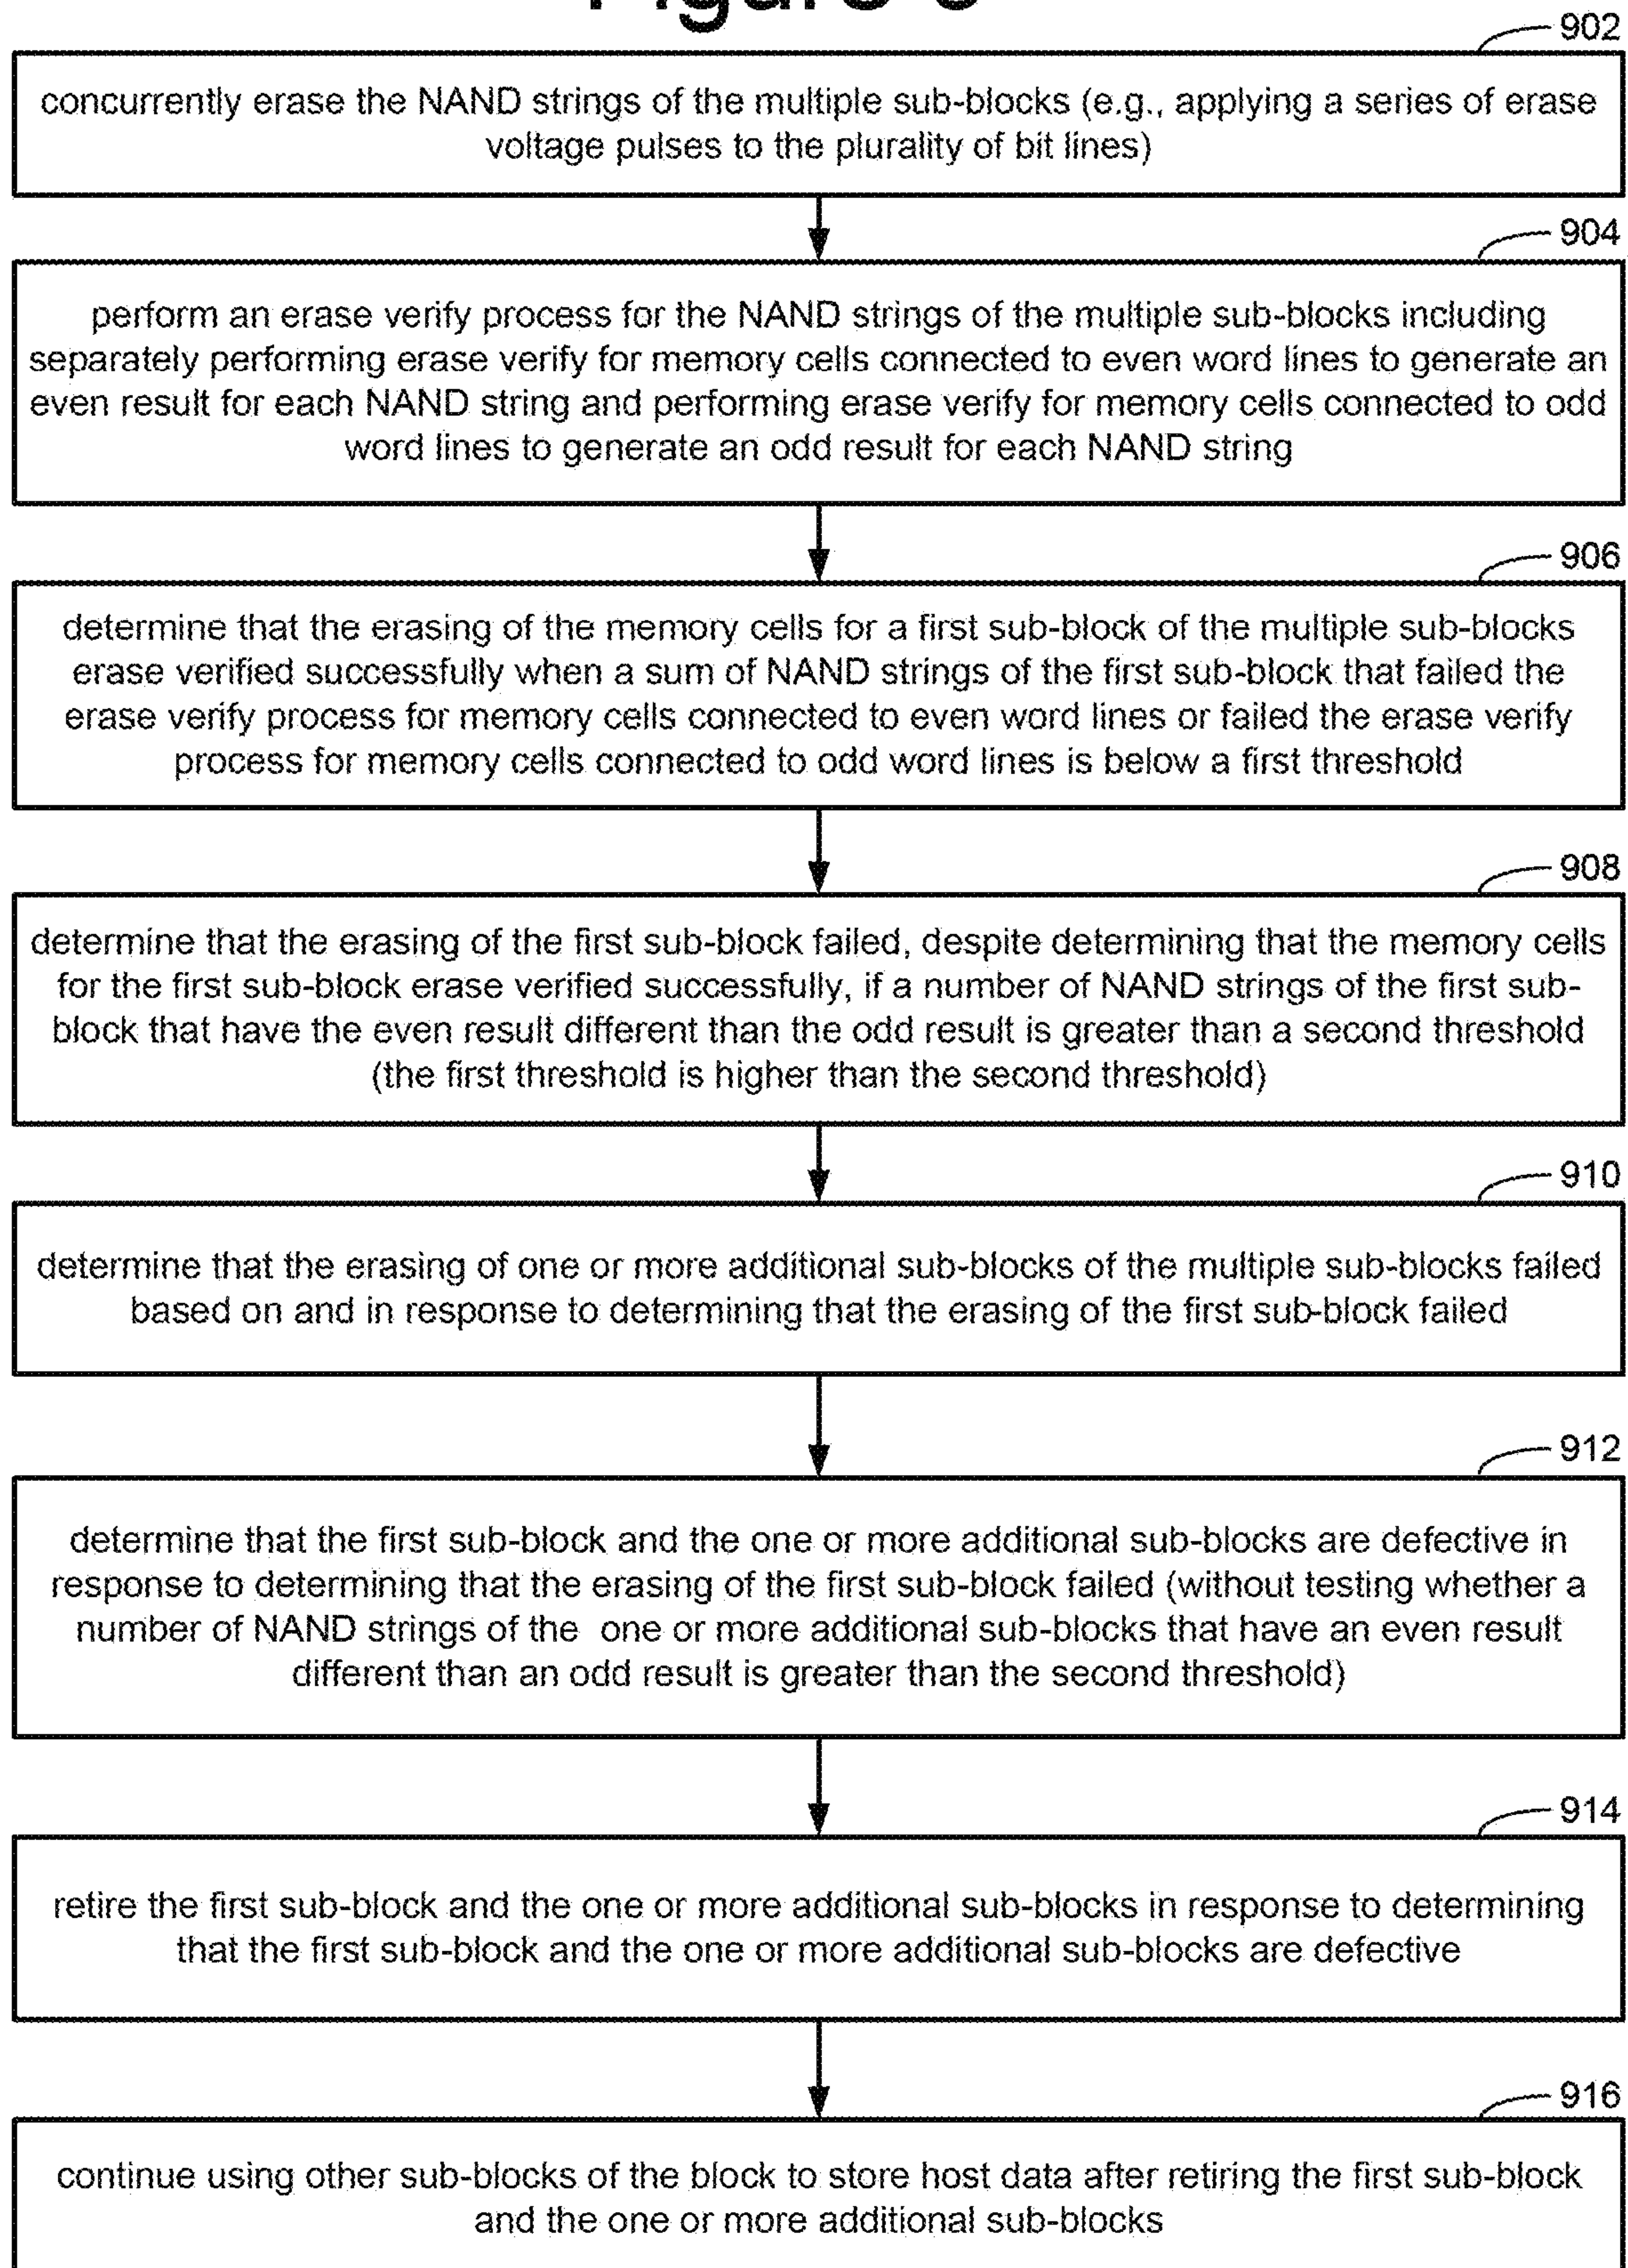 902
concurrently erase the NAND strings of the multiple sub-blocks (e.g., applying a series of erase
voltage pulses to the plurality of bit lines)
904
perform an erase verify process for the NAND strings of the multiple sub-blocks including
separately performing erase verify for memory cells connected to even word lines to generate an
even result for each NAND string and performing erase verify for memory cells connected to odd
word lines to generate an odd result for each NAND string
906
determine that the erasing of the memory cells for a first sub-block of the multiple sub-blocks
erase verified successfully when a sum of NAND strings of the first sub-block that failed the
erase verify process for memory cells connected to even word lines or failed the erase verify
process for memory cells connected to odd word lines is below a first threshold
908
determine that the erasing of the first sub-block failed, despite determining that the memory cells
for the first sub-block erase verified successfully, if a number of NAND strings of the first sub-
block that have the even result different than the odd result is greater than a second threshold
(the first threshold is higher than the second threshold)
910
determine that the erasing of one or more additional sub-blocks of the multiple sub-blocks failed
based on and in response to determining that the erasing of the first sub-block failed
912
determine that the first sub-block and the one or more additional sub-blocks are defective in
response to determining that the erasing of the first sub-block failed (without testing whether a
number of NAND strings of the one or more additional sub-blocks that have an even result
different than an odd result is greater than the second threshold)
914
retire the first sub-block and the one or more additional sub-blocks in response to determining
that the first sub-block and the one or more additional sub-blocks are defective
916
continue using other sub-blocks of the block to store host data after retiring the first sub-block
and the one or more additional sub-blocks